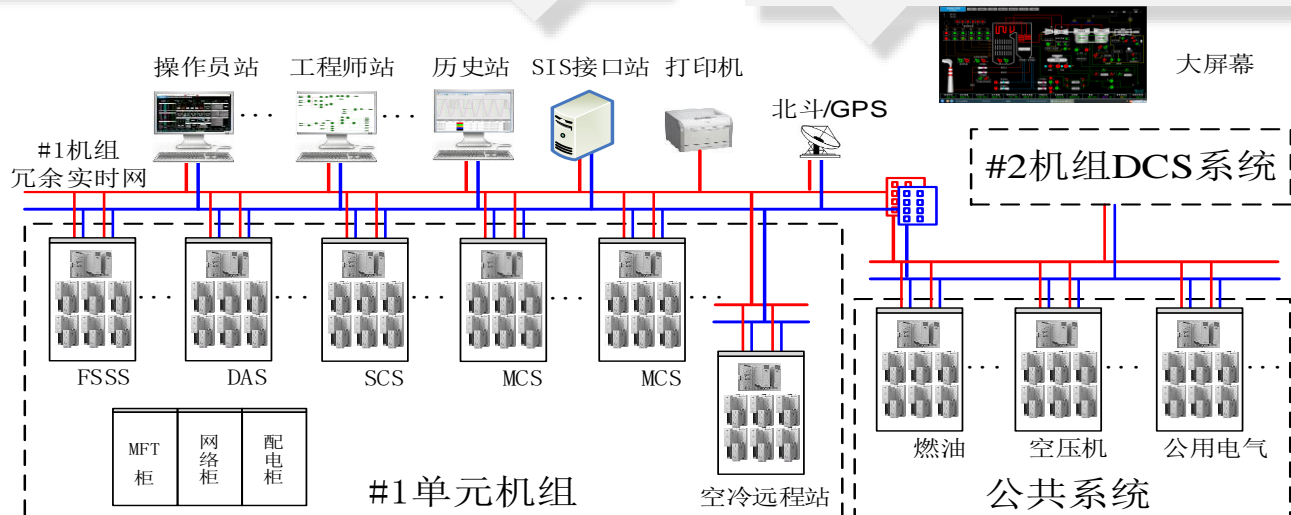 操作员站 工程师站 历史站 SIS接口站 打印机
大屏幕
北斗/GPS
#1机组
冗余实时网
#2机组DCS系统
... ...
... ... ... ... ...
FSSS DAS SCS MCS MCS
... ...
燃油 空压机 公用电气
MFT
柜
网
络
柜
配
电
柜
#1单元机组
空冷远程站
公共系统